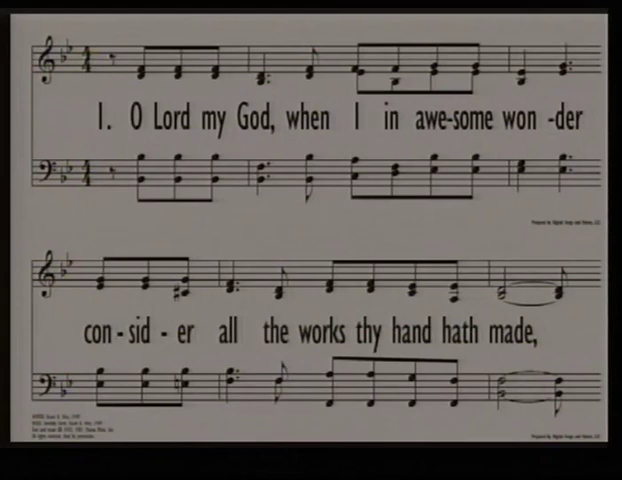 1. O Lord my God, when I in awe-some won-der
con-sid-er all the works thy hand hath made,